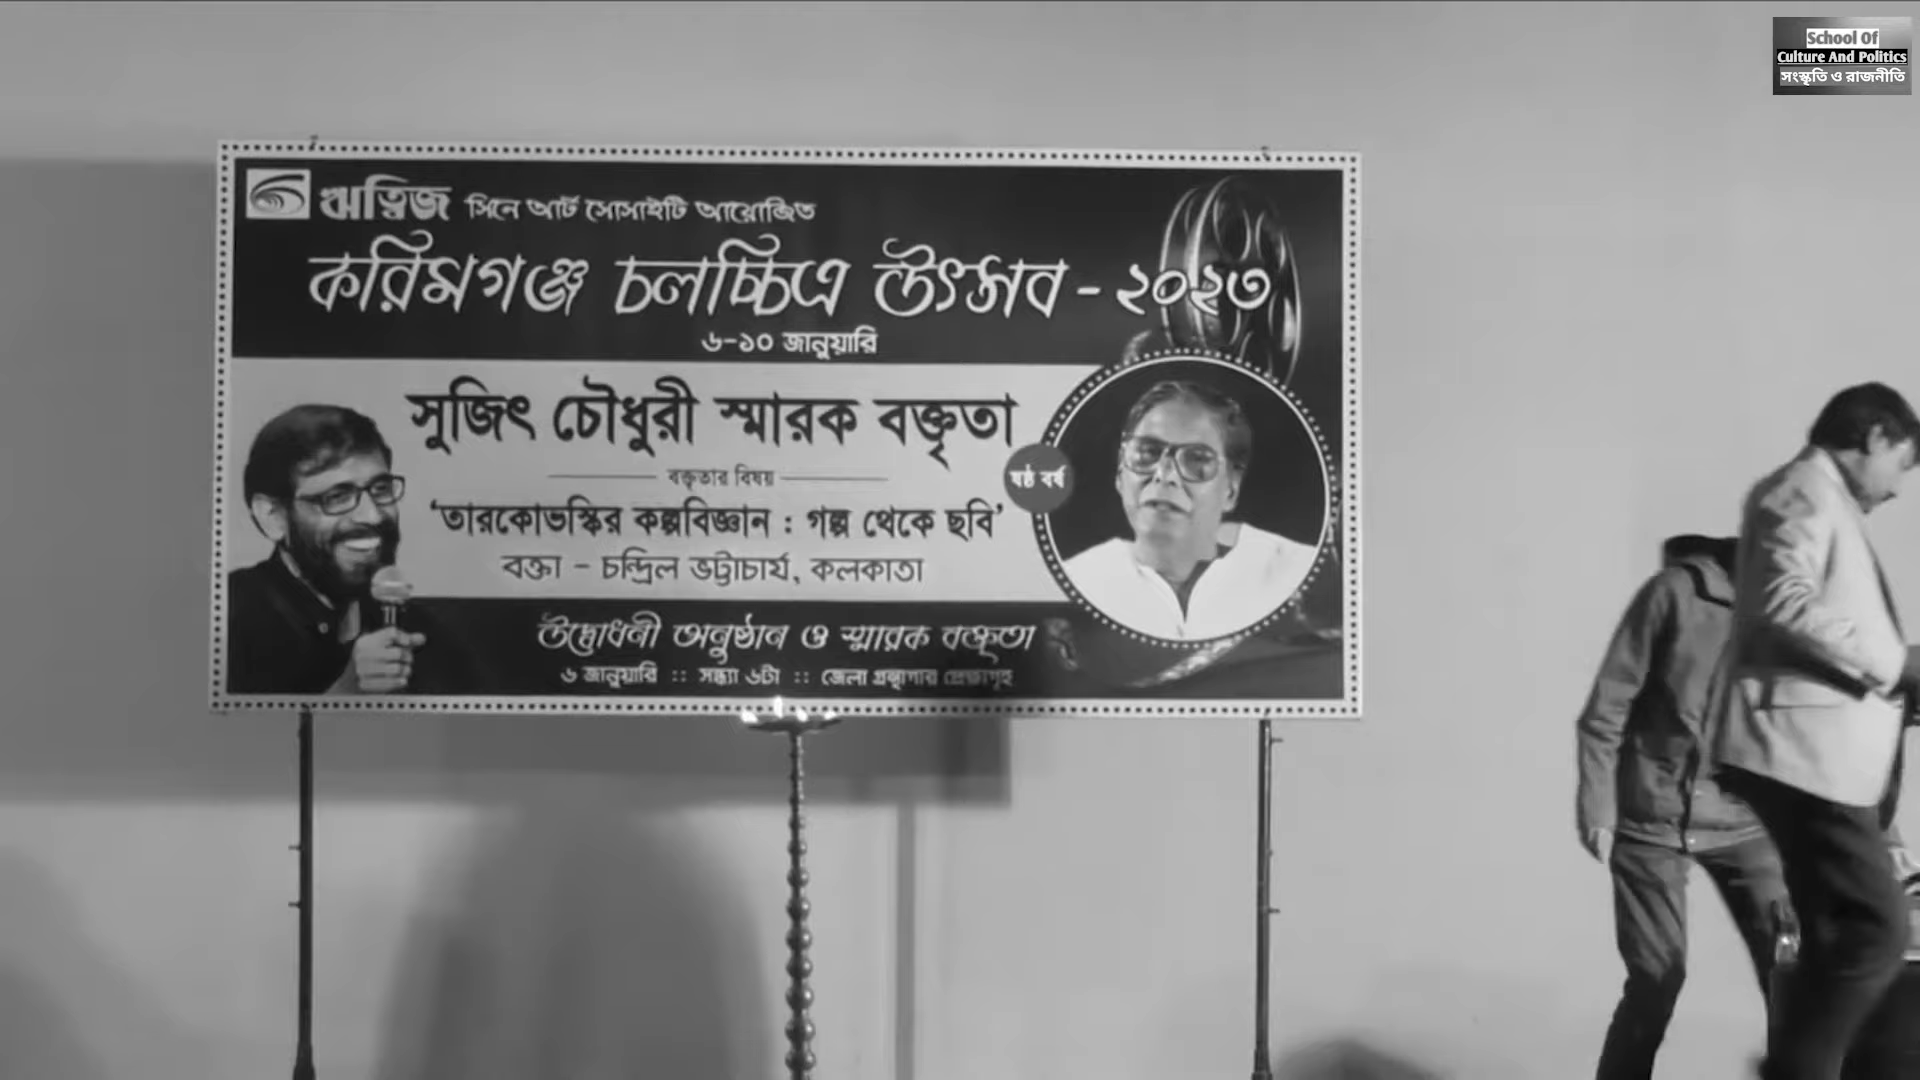 School Of
Culture And Politics
সংস্কৃতি ও রাজনীতি
ঋত্বিজ সিনে আর্ট সোসাইটি আয়োজিত
করিমগঞ্জ চলচ্চিত্র উৎসব - ২০২৩
৬-১০ জানুয়ারি
সুজিৎ চৌধুরী স্মারক বক্তৃতা
বক্তৃতার বিষয়
ষষ্ঠ বর্ষ
‘তারকোভস্কির কল্পবিজ্ঞান : গল্প থেকে ছবি’
বক্তা - চন্দ্রিল ভট্টাচার্য, কলকাতা
উদ্বোধনী অনুষ্ঠান ও স্মারক বক্তৃতা
৬ জানুয়ারি :: সন্ধ্যা ৬টা :: জেলা গ্রন্থাগার প্রেক্ষাগৃহ